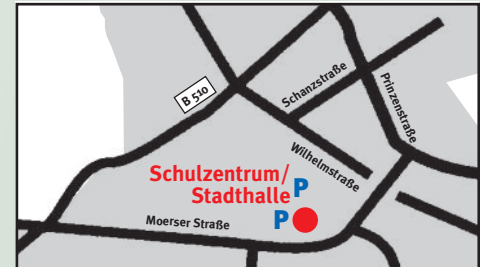 B 510
Schanzstraße
Prinzenstraße
Wilhelmstraße
Schulzentrum/
Stadthalle P
P
Moerser Straße